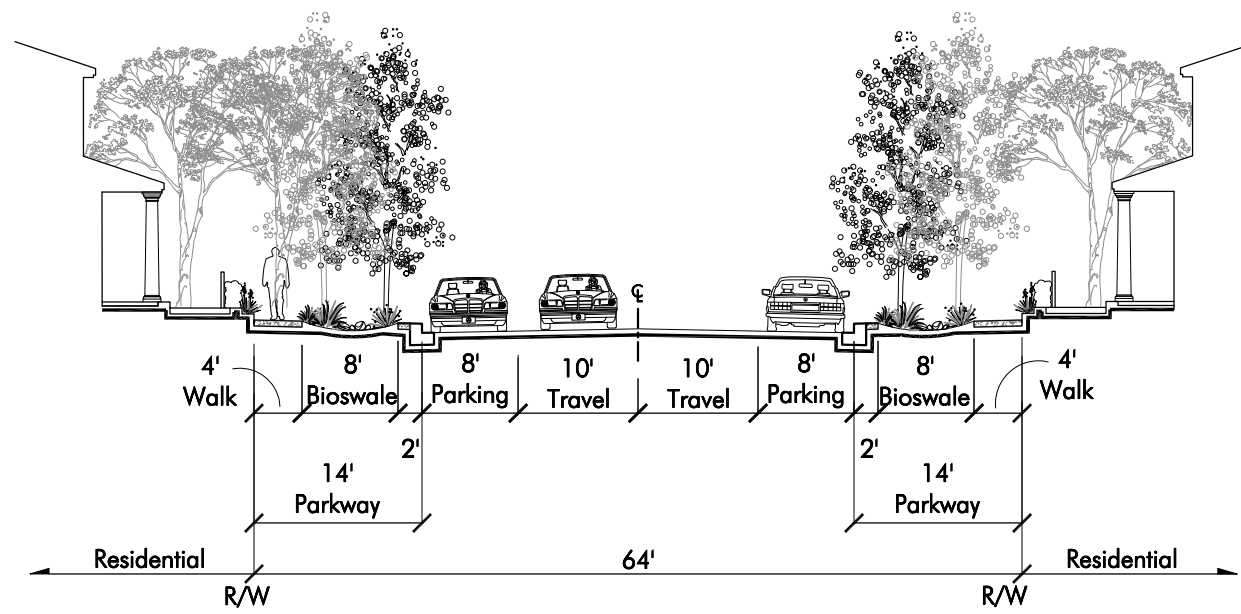 ℄
4'
Walk
8'
Bioswale
8'
Parking
10'
Travel
10'
Travel
8'
Parking
8'
Bioswale
4'
Walk
2'
2'
14'
Parkway
14'
Parkway
Residential
64'
Residential
R/W
R/W